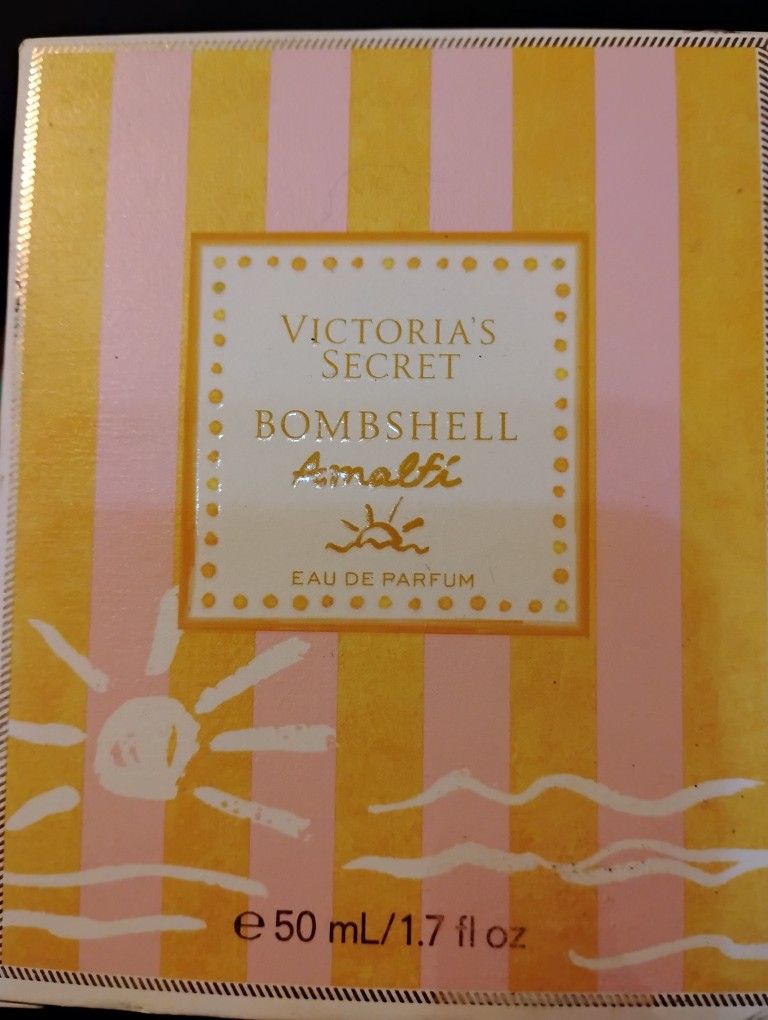 VICTORIA'S
SECRET
BOMBSHELL
Amalfi
EAU DE PARFUM
℮ 50 mL/1.7 fl oz